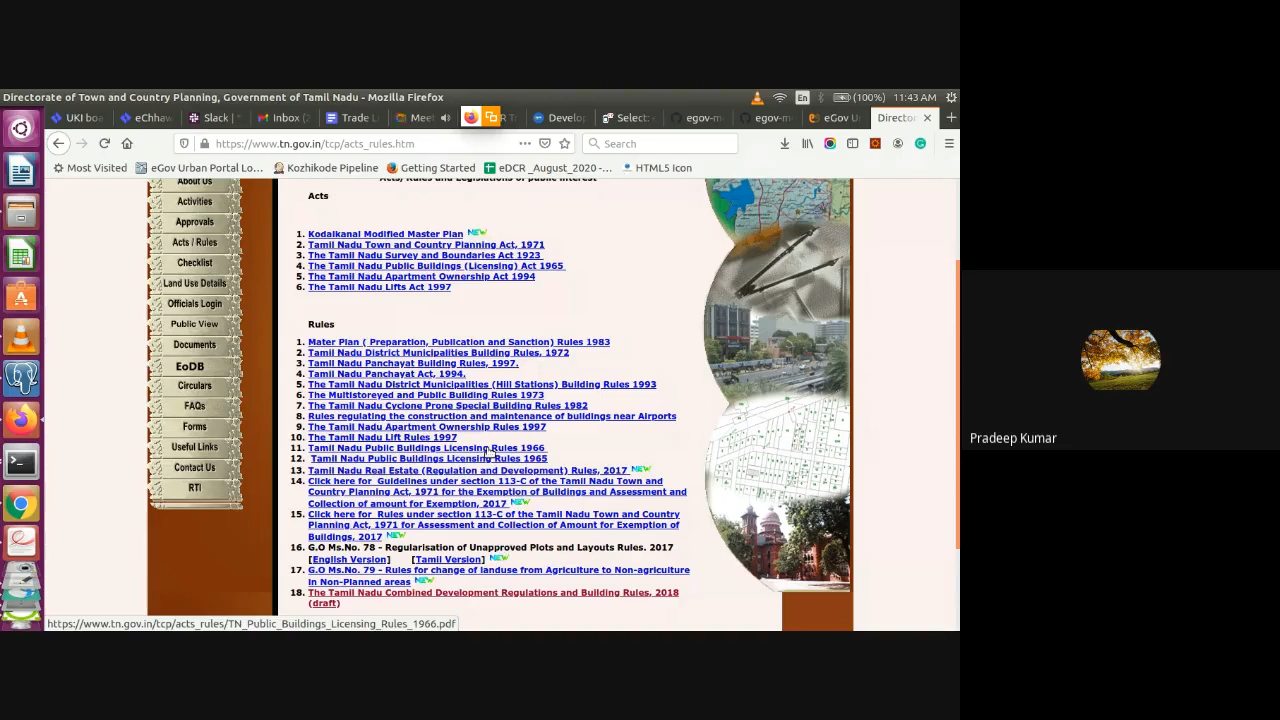 Directorate of Town and Country Planning, Government of Tamil Nadu - Mozilla Firefox
En
(100%)
11:43 AM
UKI boa
eChhaw
Slack |
Inbox (2
Trade L
Meet
R T
Develop
Select:
egov-m
egov-m
eGov U
Director
https://www.tn.gov.in/tcp/acts_rules.htm
Search
Most Visited
eGov Urban Portal Lo...
Kozhikode Pipeline
Getting Started
eDCR _August_2020 -...
HTML5 Icon
Acts, Rules and Legislations of public interest
About Us
Activities
Approvals
Acts / Rules
Checklist
Land Use Details
Officials Login
Public View
Documents
EoDB
Circulars
FAQs
Forms
Useful Links
Contact Us
RTI
Acts
1. Kodaikanal Modified Master Plan NEW
2. Tamil Nadu Town and Country Planning Act, 1971
3. The Tamil Nadu Survey and Boundaries Act 1923
4. The Tamil Nadu Public Buildings (Licensing) Act 1965
5. The Tamil Nadu Apartment Ownership Act 1994
6. The Tamil Nadu Lifts Act 1997
Rules
1. Mater Plan ( Preparation, Publication and Sanction) Rules 1983
2. Tamil Nadu District Municipalities Building Rules, 1972
3. Tamil Nadu Panchayat Building Rules, 1997.
4. Tamil Nadu Panchayat Act, 1994.
5. The Tamil Nadu District Municipalities (Hill Stations) Building Rules 1993
6. The Multistoreyed and Public Building Rules 1973
7. The Tamil Nadu Cyclone Prone Special Building Rules 1982
8. Rules regulating the construction and maintenance of buildings near Airports
9. The Tamil Nadu Apartment Ownership Rules 1997
10. The Tamil Nadu Lift Rules 1997
11. Tamil Nadu Public Buildings Licensing Rules 1966
12. Tamil Nadu Public Buildings Licensing Rules 1965
13. Tamil Nadu Real Estate (Regulation and Development) Rules, 2017 NEW
14. Click here for Guidelines under section 113-C of the Tamil Nadu Town and
Country Planning Act, 1971 for the Exemption of Buildings and Assessment and
Collection of amount for Exemption, 2017 NEW
15. Click here for Rules under section 113-C of the Tamil Nadu Town and Country
Planning Act, 1971 for Assessment and Collection of Amount for Exemption of
Buildings, 2017 NEW
16. G.O Ms.No. 78 - Regularisation of Unapproved Plots and Layouts Rules. 2017
[English Version] [Tamil Version] NEW
17. G.O Ms.No. 79 - Rules for change of landuse from Agriculture to Non-agriculture
in Non-Planned areas NEW
18. The Tamil Nadu Combined Development Regulations and Building Rules, 2018
(draft)
https://www.tn.gov.in/tcp/acts_rules/TN_Public_Buildings_Licensing_Rules_1966.pdf
Pradeep Kumar